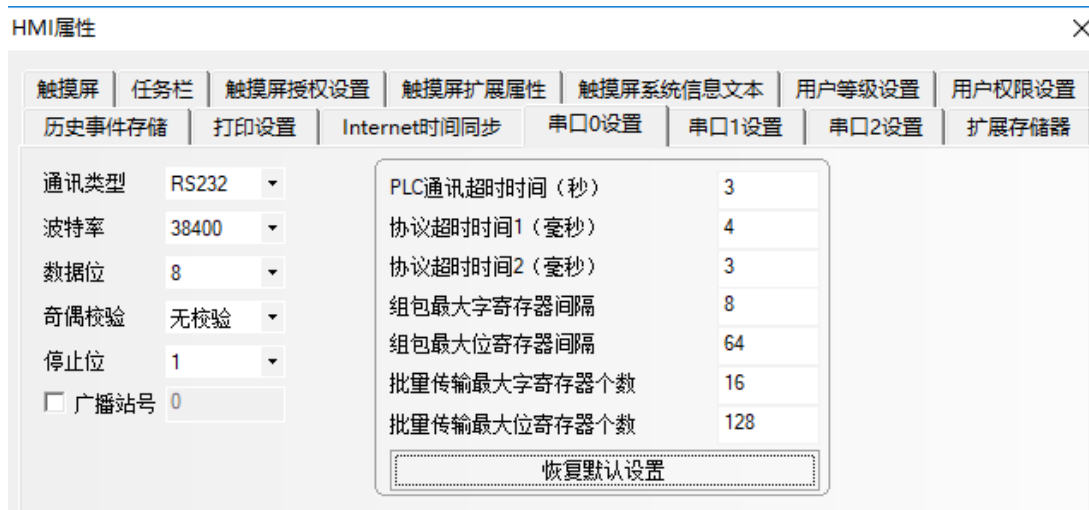 HMI属性
触摸屏 任务栏 触摸屏授权设置 触摸屏扩展属性 触摸屏系统信息文本 用户等级设置 用户权限设置
历史事件存储 打印设置 Internet时间同步 串口0设置 串口1设置 串口2设置 扩展存储器
通讯类型 RS232
波特率 38400
数据位 8
奇偶校验 无校验
停止位 1
广播站号 0
PLC通讯超时时间（秒） 3
协议超时时间1（毫秒） 4
协议超时时间2（毫秒） 3
组包最大字寄存器间隔 8
组包最大位寄存器间隔 64
批量传输最大字寄存器个数 16
批量传输最大位寄存器个数 128
恢复默认设置